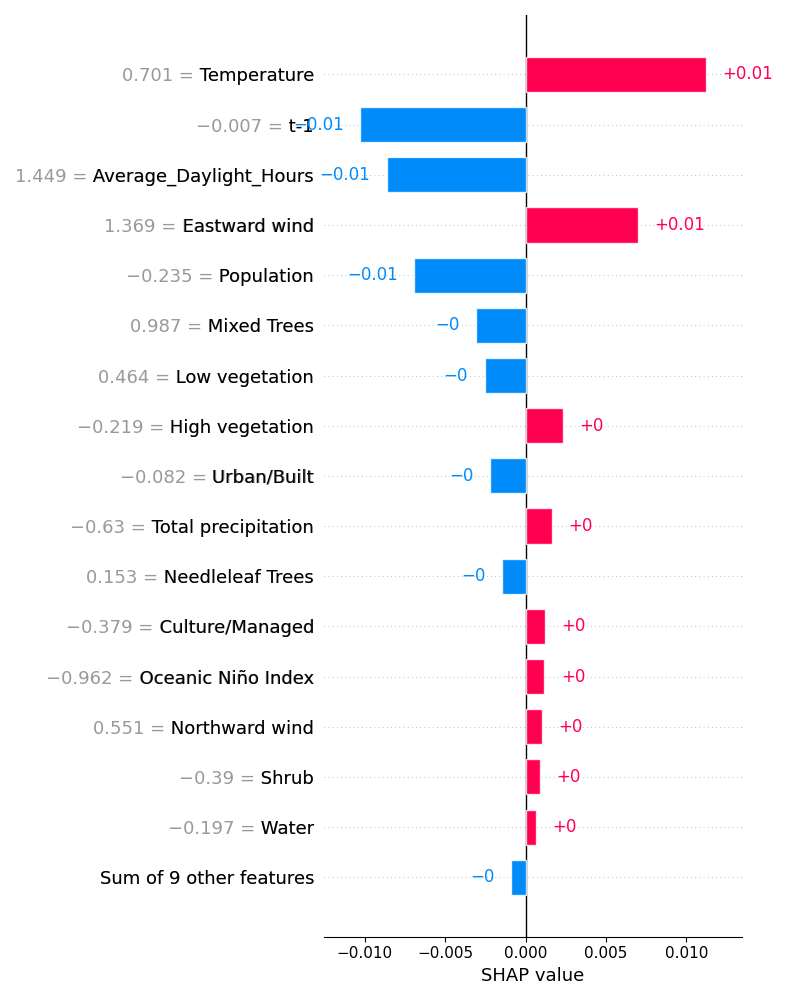 0.701 = Temperature +0.01
−0.007 = t-1 −0.01
1.449 = Average_Daylight_Hours −0.01
1.369 = Eastward wind +0.01
−0.235 = Population −0.01
0.987 = Mixed Trees −0
0.464 = Low vegetation −0
−0.219 = High vegetation +0
−0.082 = Urban/Built −0
−0.63 = Total precipitation +0
0.153 = Needleleaf Trees −0
−0.379 = Culture/Managed +0
−0.962 = Oceanic Niño Index +0
0.551 = Northward wind +0
−0.39 = Shrub +0
−0.197 = Water +0
Sum of 9 other features −0
−0.010 −0.005 0.000 0.005 0.010
SHAP value